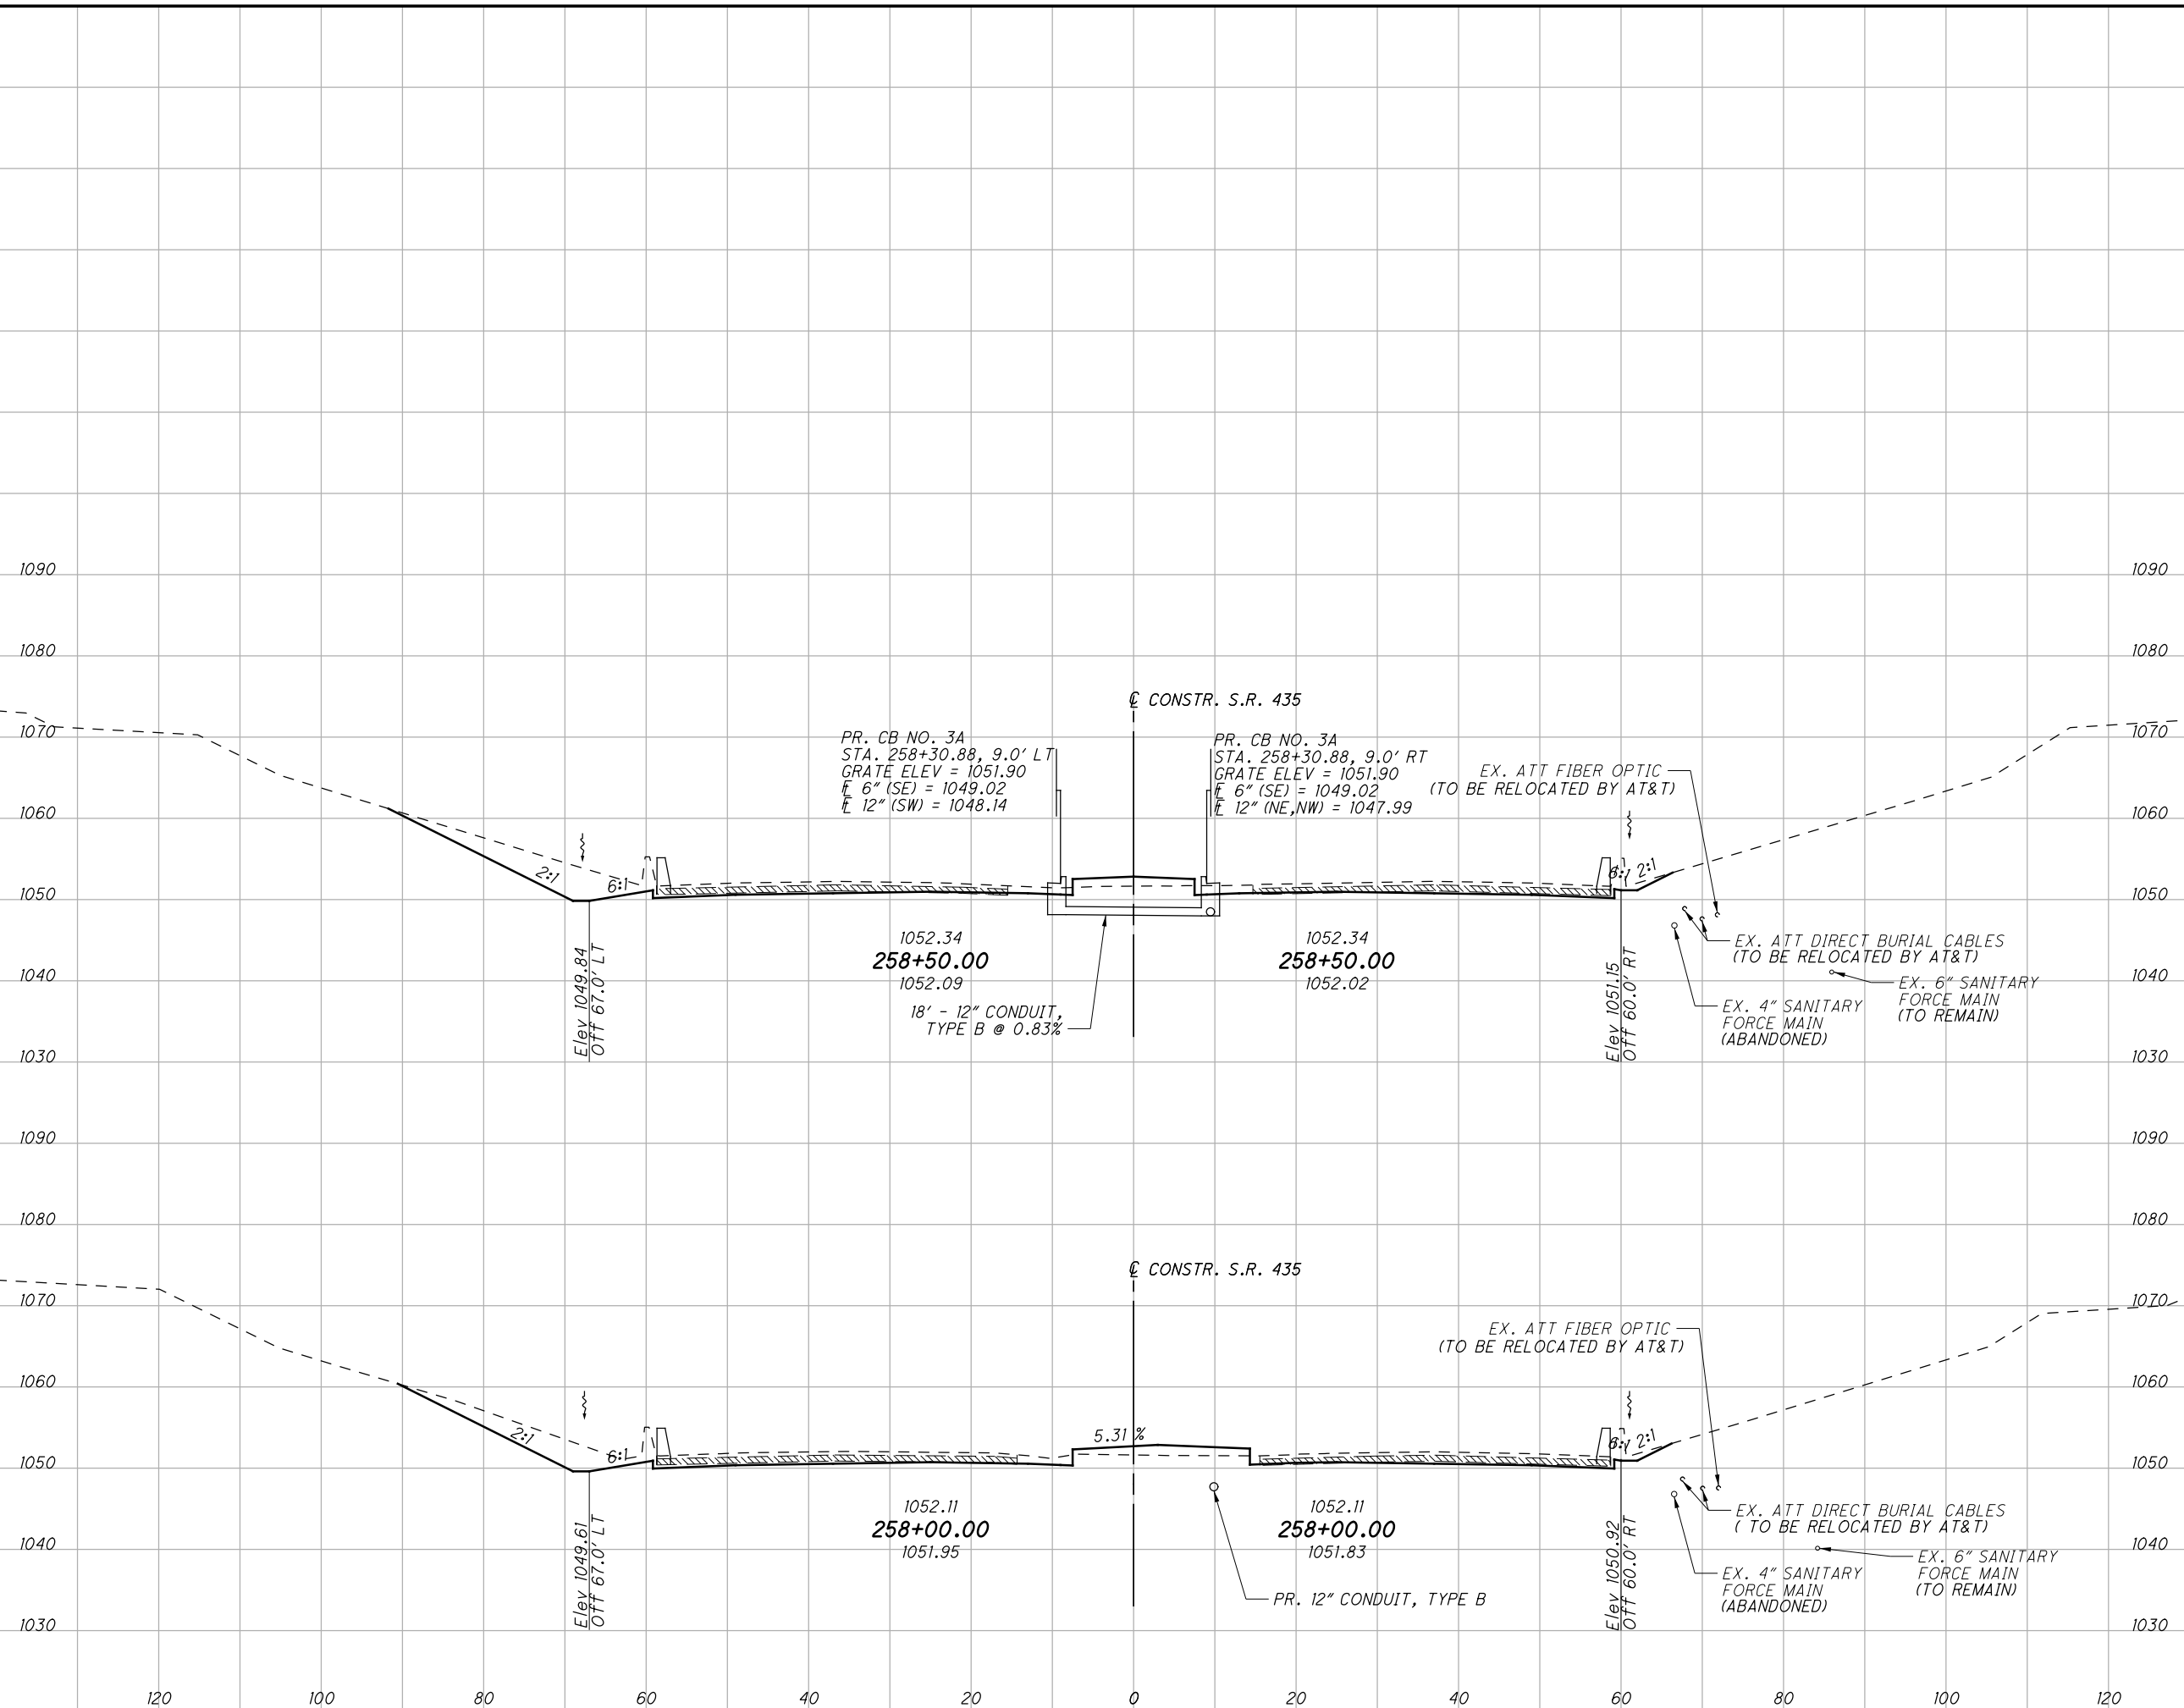 1090 1090
1080 1080
℄ CONSTR. S.R. 435
1070 1070
PR. CB NO. 3A
STA. 258+30.88, 9.0' LT
GRATE ELEV = 1051.90
6" (SE) = 1049.02
12" (SW) = 1048.14
PR. CB NO. 3A
STA. 258+30.88, 9.0' RT
GRATE ELEV = 1051.90
6" (SE) = 1049.02
12" (NE,NW) = 1047.99
EX. ATT FIBER OPTIC
(TO BE RELOCATED BY AT&T)
1060 1060
2:1
6:1
2:1
1050 1050
1052.34
258+50.00
1052.09
1052.34
258+50.00
1052.02
EX. ATT DIRECT BURIAL CABLES
(TO BE RELOCATED BY AT&T)
1040 1040
EX. 6" SANITARY
FORCE MAIN
(TO REMAIN)
EX. 4" SANITARY
FORCE MAIN
(ABANDONED)
18' - 12" CONDUIT,
TYPE B @ 0.83%
Elev 1049.84
Off 67.0' LT
Elev 1051.15
Off 60.0' RT
1030 1030
1090 1090
1080 1080
℄ CONSTR. S.R. 435
1070 1070
EX. ATT FIBER OPTIC
(TO BE RELOCATED BY AT&T)
1060 1060
2:1
6:1
5.31 %
2:1
1050 1050
1052.11
258+00.00
1051.95
1052.11
258+00.00
1051.83
EX. ATT DIRECT BURIAL CABLES
( TO BE RELOCATED BY AT&T)
1040 1040
EX. 6" SANITARY
FORCE MAIN
(TO REMAIN)
EX. 4" SANITARY
FORCE MAIN
(ABANDONED)
PR. 12" CONDUIT, TYPE B
Elev 1049.61
Off 67.0' LT
Elev 1050.92
Off 60.0' RT
1030 1030
120 100 80 60 40 20 0 20 40 60 80 100 120